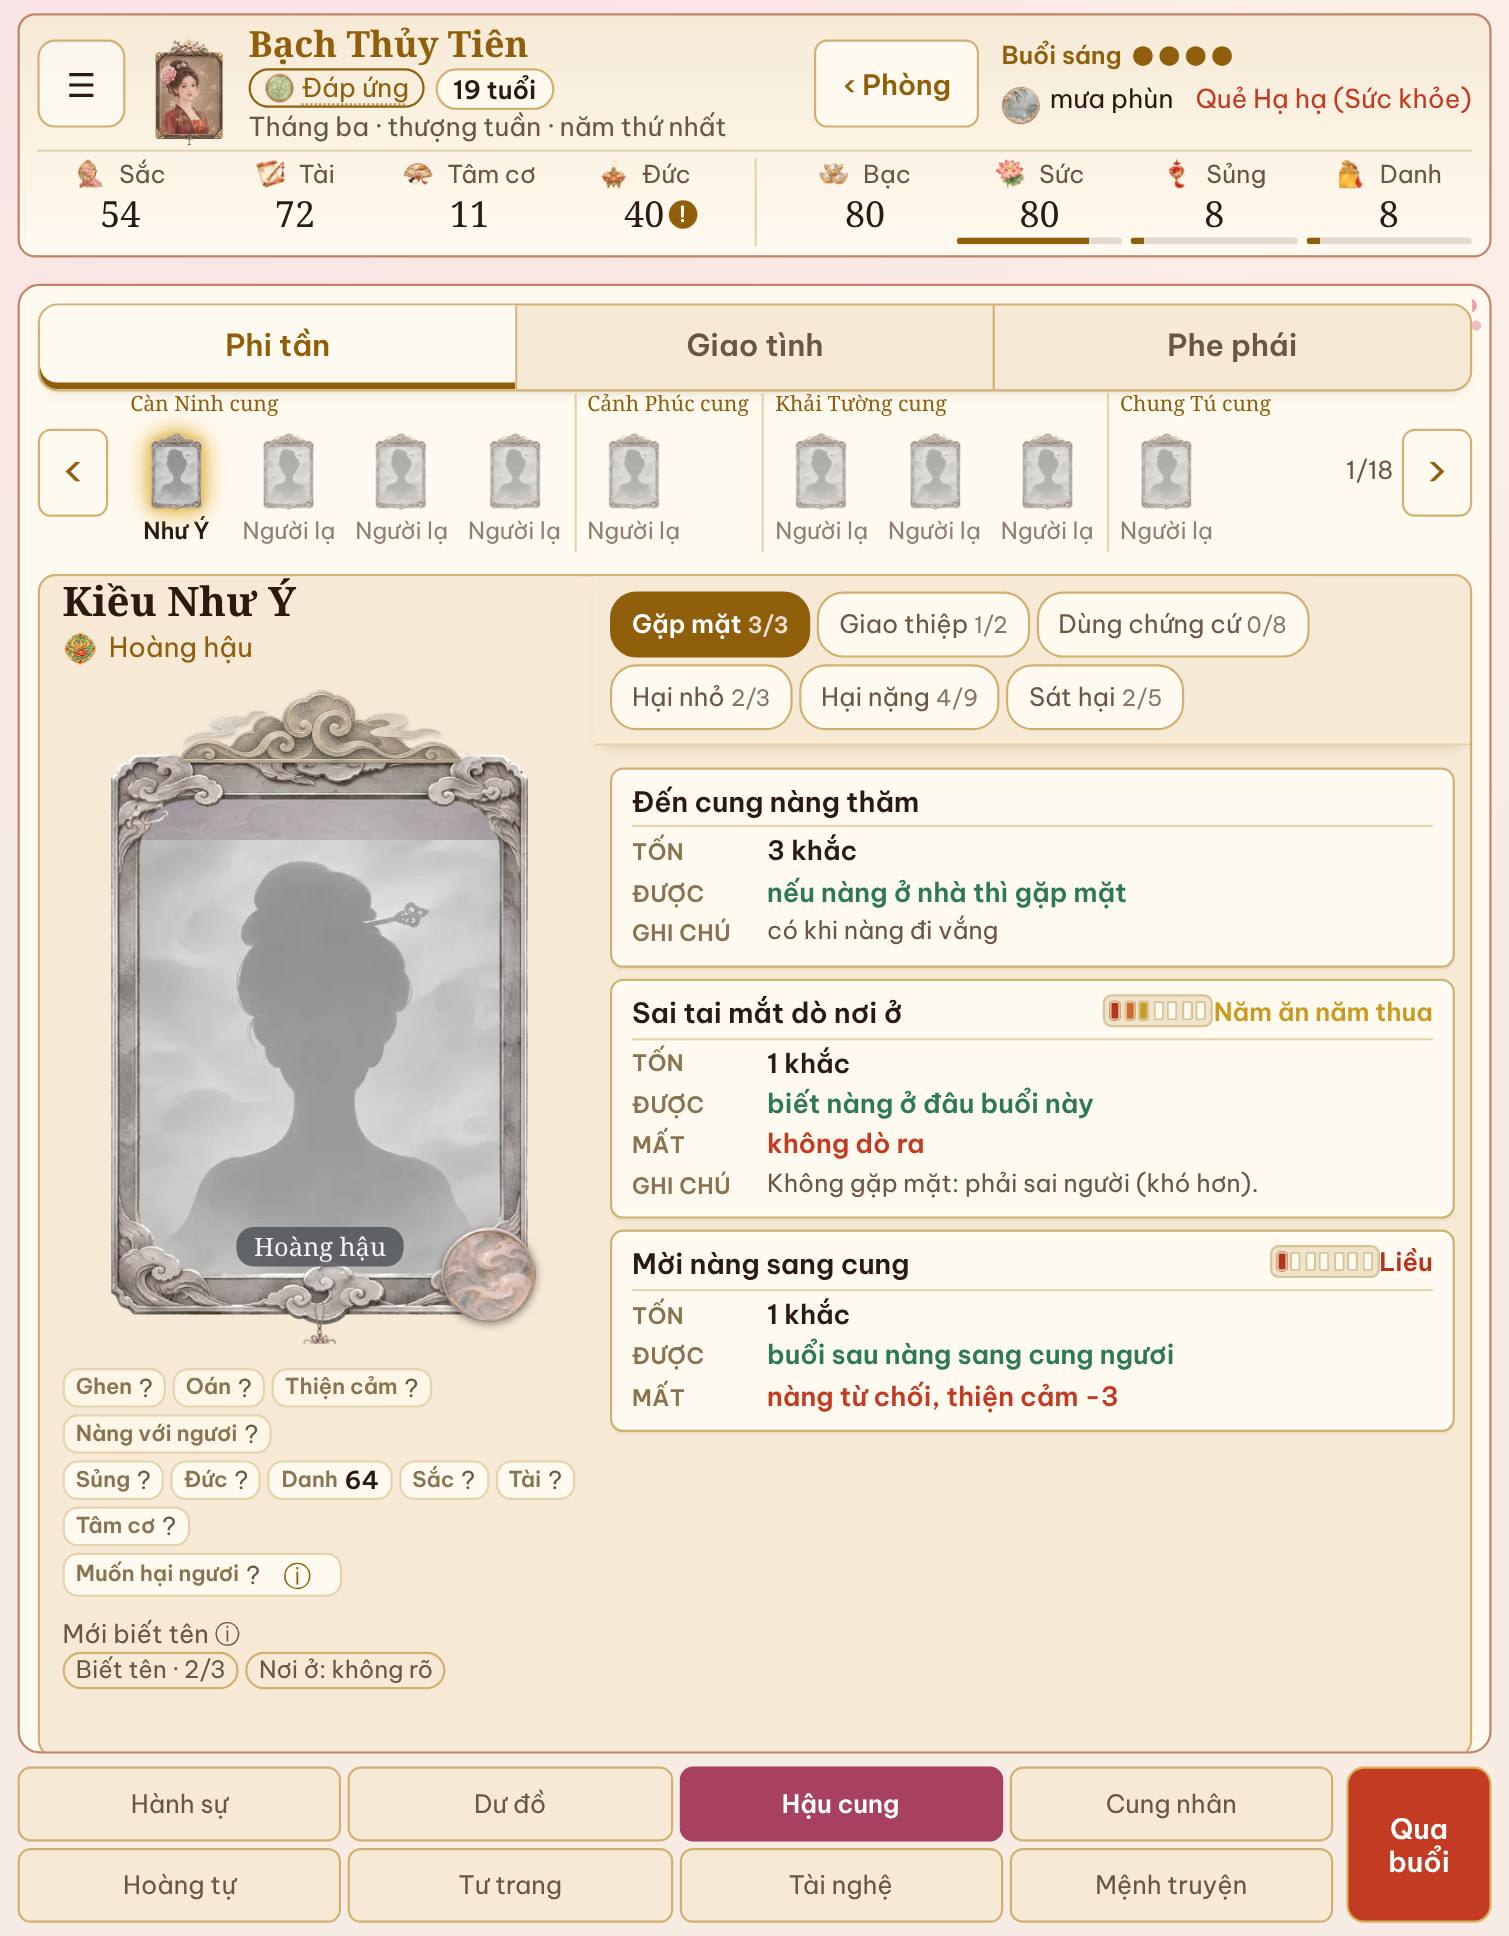 ☰
Bạch Thủy Tiên
Đáp ứng 19 tuổi
Tháng ba · thượng tuần · năm thứ nhất
‹ Phòng
Buổi sáng
mưa phùn Quẻ Hạ hạ (Sức khỏe)
Sắc Tài Tâm cơ Đức Bạc Sức Sủng Danh
54 72 11 40 ! 80 80 8 8
Phi tần Giao tình Phe phái
Càn Ninh cung Cảnh Phúc cung Khải Tường cung Chung Tú cung
‹ 1/18 ›
Như Ý Người lạ Người lạ Người lạ Người lạ Người lạ Người lạ Người lạ Người lạ
Kiều Như Ý
Hoàng hậu
Hoàng hậu
Ghen ? Oán ? Thiện cảm ?
Nàng với ngươi ?
Sủng ? Đức ? Danh 64 Sắc ? Tài ?
Tâm cơ ?
Muốn hại ngươi ? ⓘ
Mới biết tên ⓘ
Biết tên · 2/3 Nơi ở: không rõ
Gặp mặt 3/3 Giao thiệp 1/2 Dùng chứng cứ 0/8
Hại nhỏ 2/3 Hại nặng 4/9 Sát hại 2/5
Đến cung nàng thăm
TỐN 3 khắc
ĐƯỢC nếu nàng ở nhà thì gặp mặt
GHI CHÚ có khi nàng đi vắng
Sai tai mắt dò nơi ở Năm ăn năm thua
TỐN 1 khắc
ĐƯỢC biết nàng ở đâu buổi này
MẤT không dò ra
GHI CHÚ Không gặp mặt: phải sai người (khó hơn).
Mời nàng sang cung Liều
TỐN 1 khắc
ĐƯỢC buổi sau nàng sang cung ngươi
MẤT nàng từ chối, thiện cảm -3
Hành sự Dư đồ Hậu cung Cung nhân
Hoàng tự Tư trang Tài nghệ Mệnh truyện
Qua
buổi